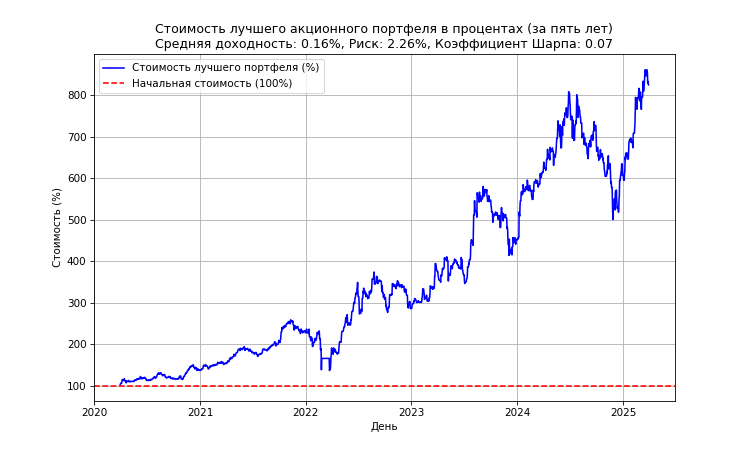 Стоимость лучшего акционного портфеля в процентах (за пять лет)
Средняя доходность: 0.16%, Риск: 2.26%, Коэффициент Шарпа: 0.07
Стоимость лучшего портфеля (%)
Начальная стоимость (100%)
Стоимость (%)
800
700
600
500
400
300
200
100
2020
2021
2022
2023
2024
2025
День